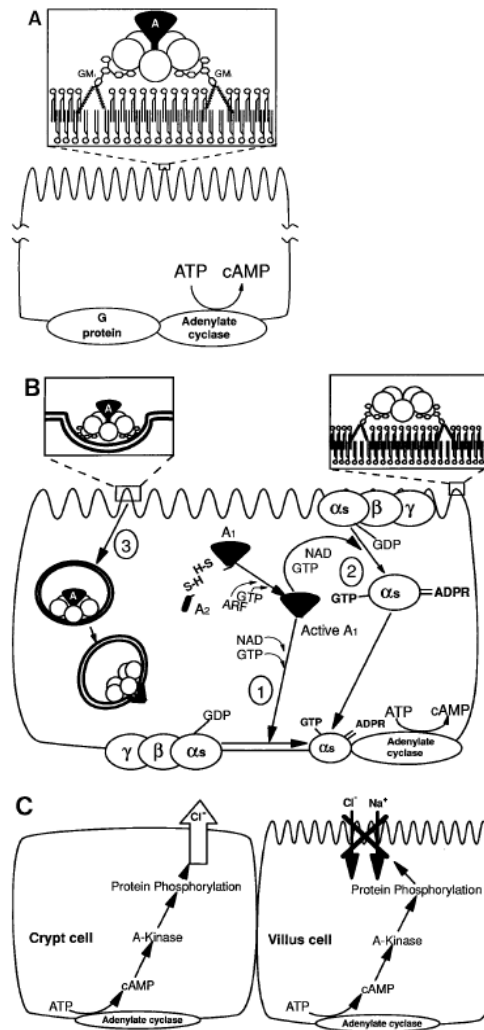 A
A
GM₁
GM₁
ATP cAMP
G
protein
Adenylate
cyclase
B
A
αs β γ
GDP
A₁
3
H-S
S-H
A₂
ARF
GTP
NAD
GTP
2
GTP αs ADPR
Active A₁
A
NAD
GTP
1
GDP
γ β αs
GTP ADPR
αs
ATP cAMP
Adenylate
cyclase
C
Cl⁻
Protein Phosphorylation
Crypt cell
A-Kinase
cAMP
ATP
Adenylate cyclase
Cl⁻ Na⁺
Protein Phosphorylation
Villus cell
A-Kinase
cAMP
ATP
Adenylate cyclase